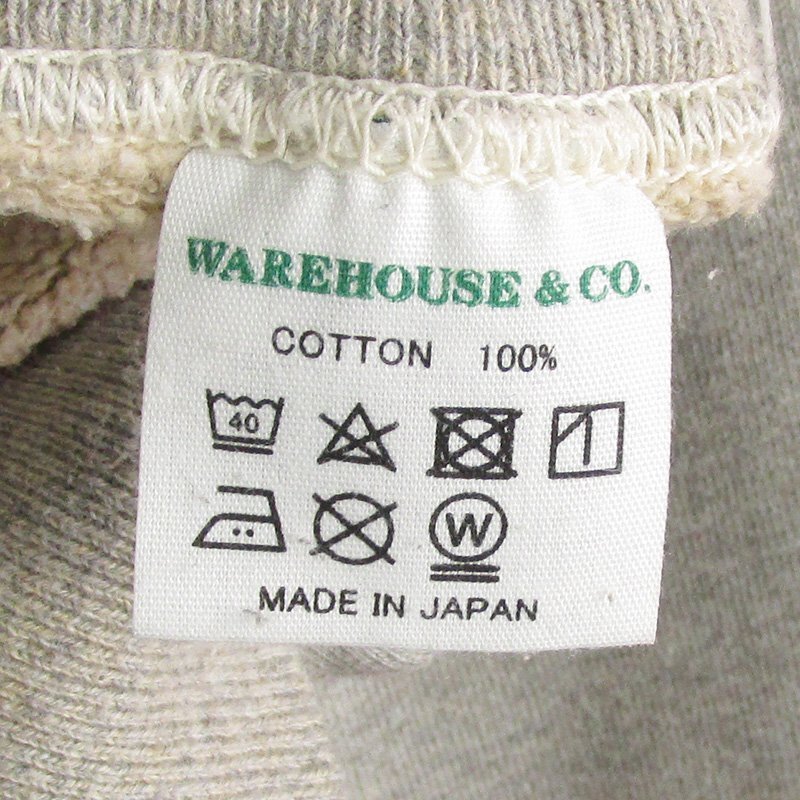 WAREHOUSE & CO.
COTTON 100%
40
W
MADE IN JAPAN